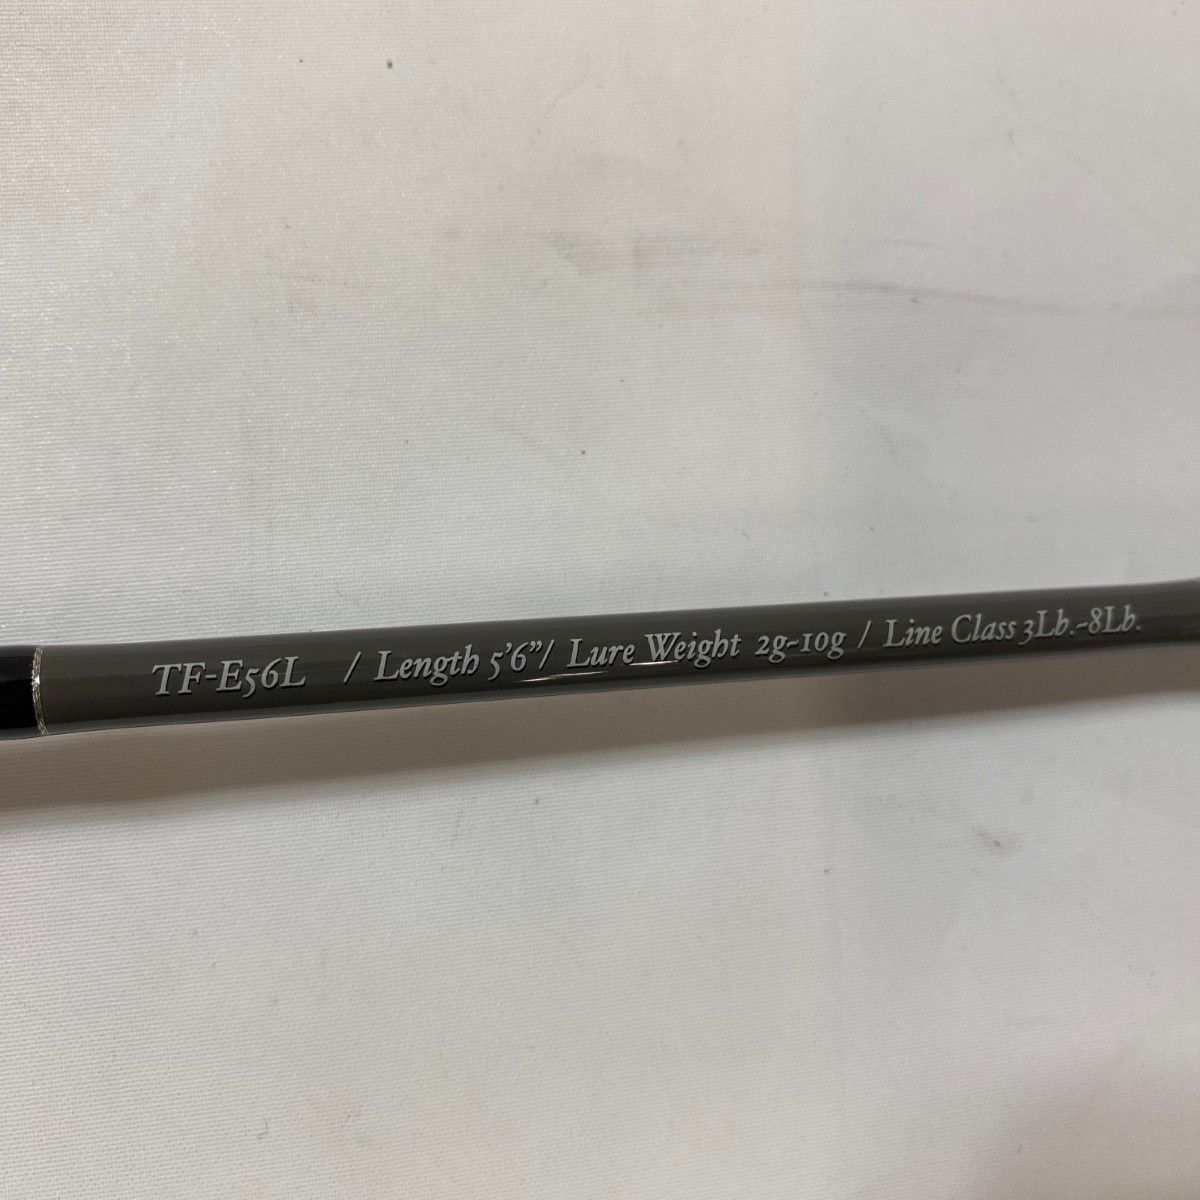 TF-E56L / Length 5'6"/ Lure Weight 2g~10g / Line Class 3Lb.~8Lb.